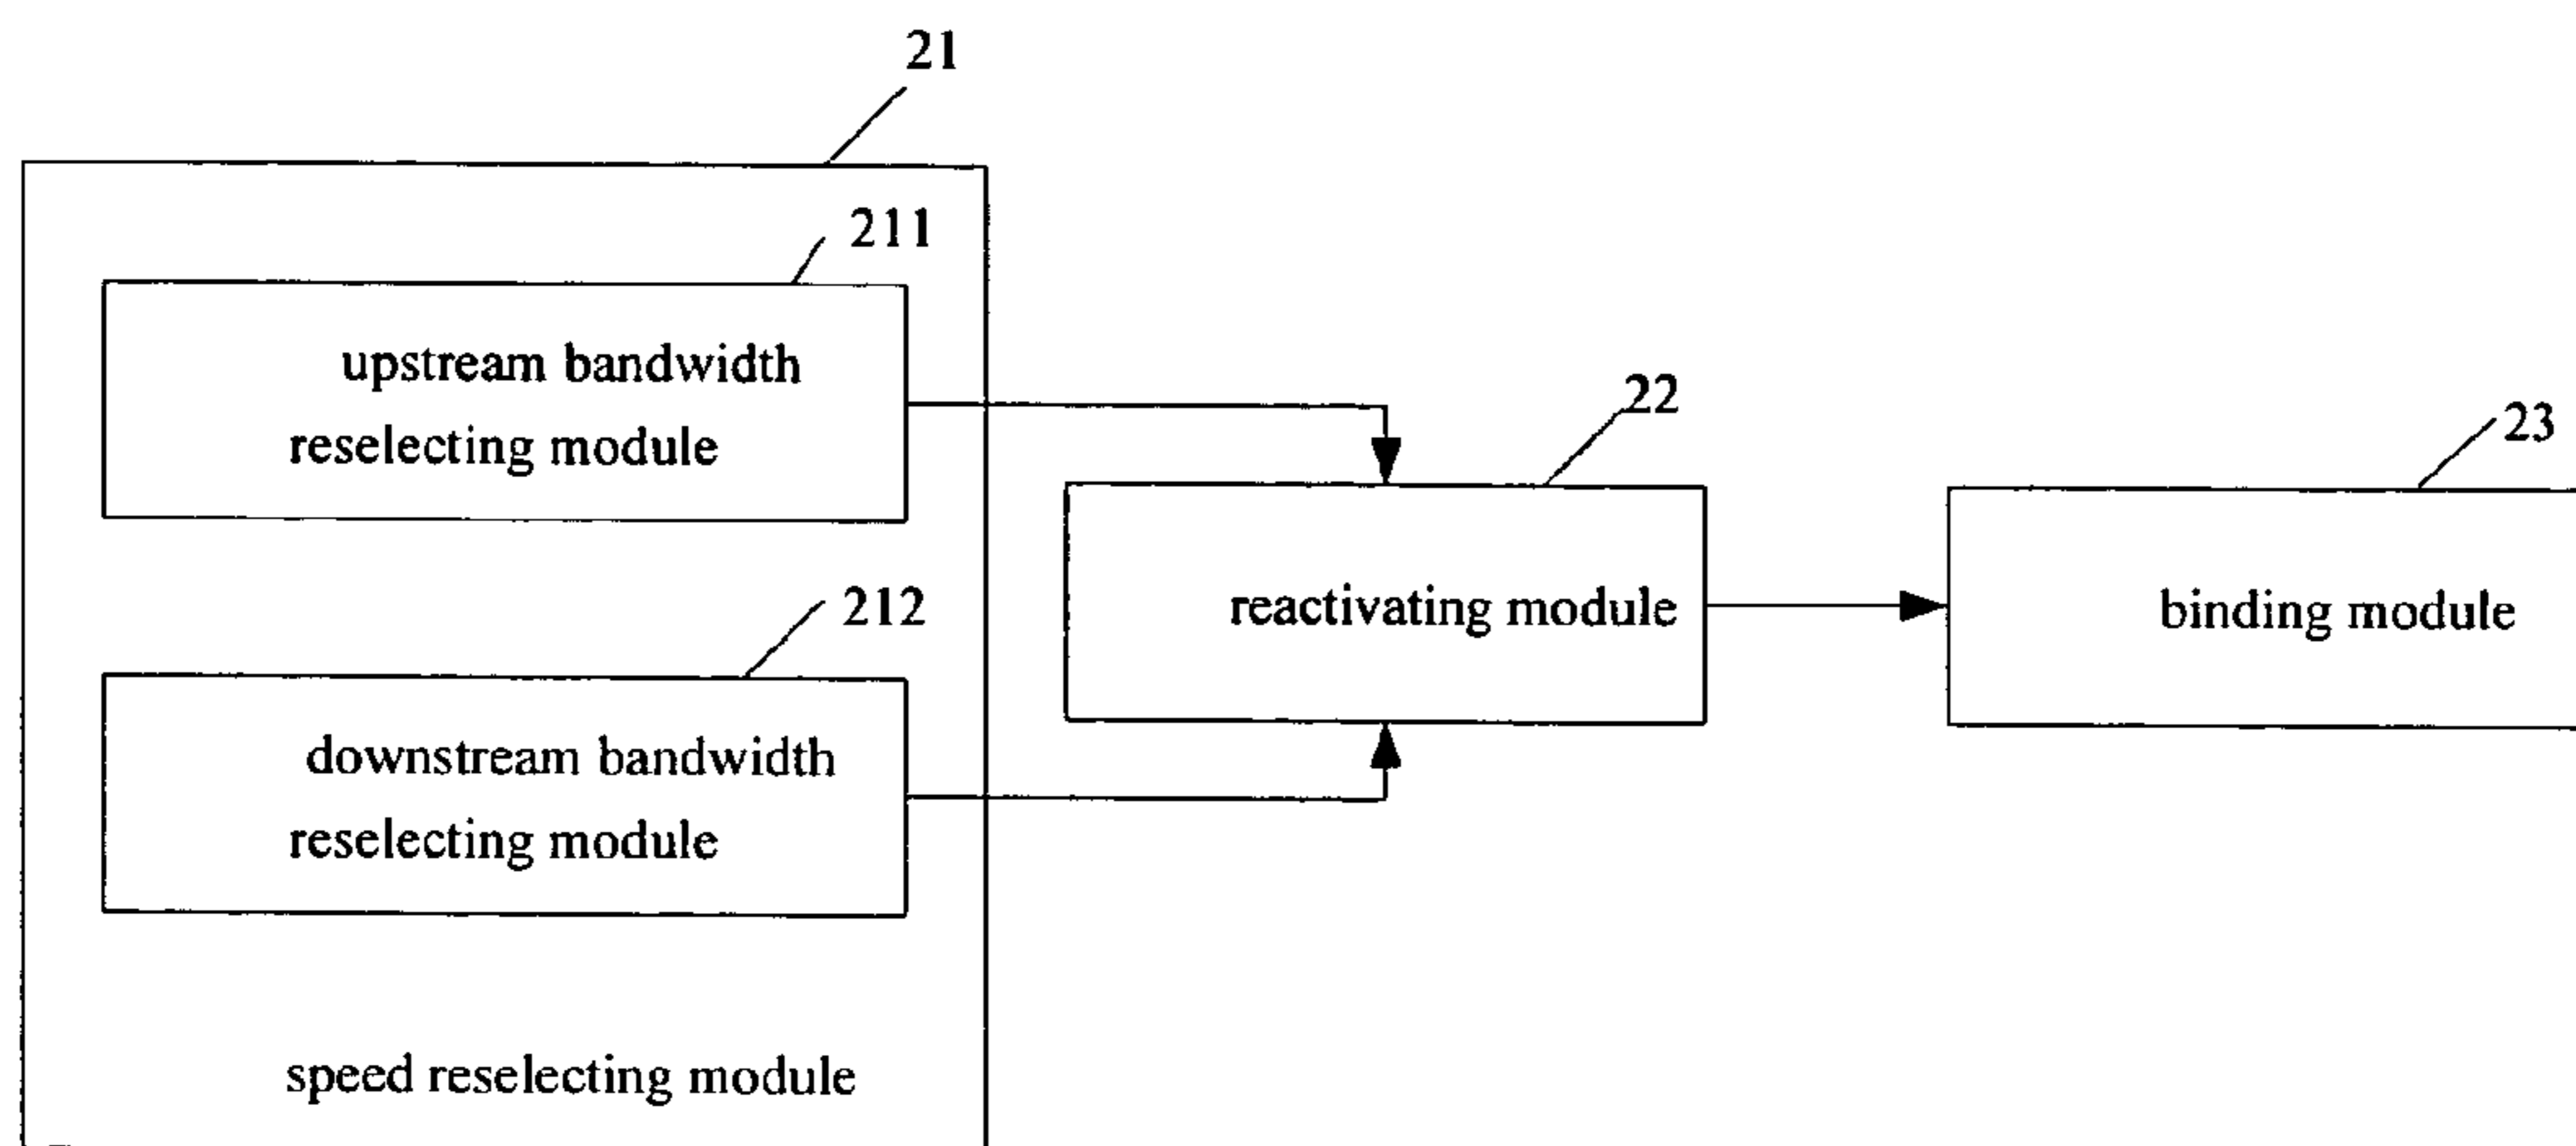 21
211
upstream bandwidth
reselecting module
22
23
reactivating module
binding module
212
downstream bandwidth
reselecting module
speed reselecting module